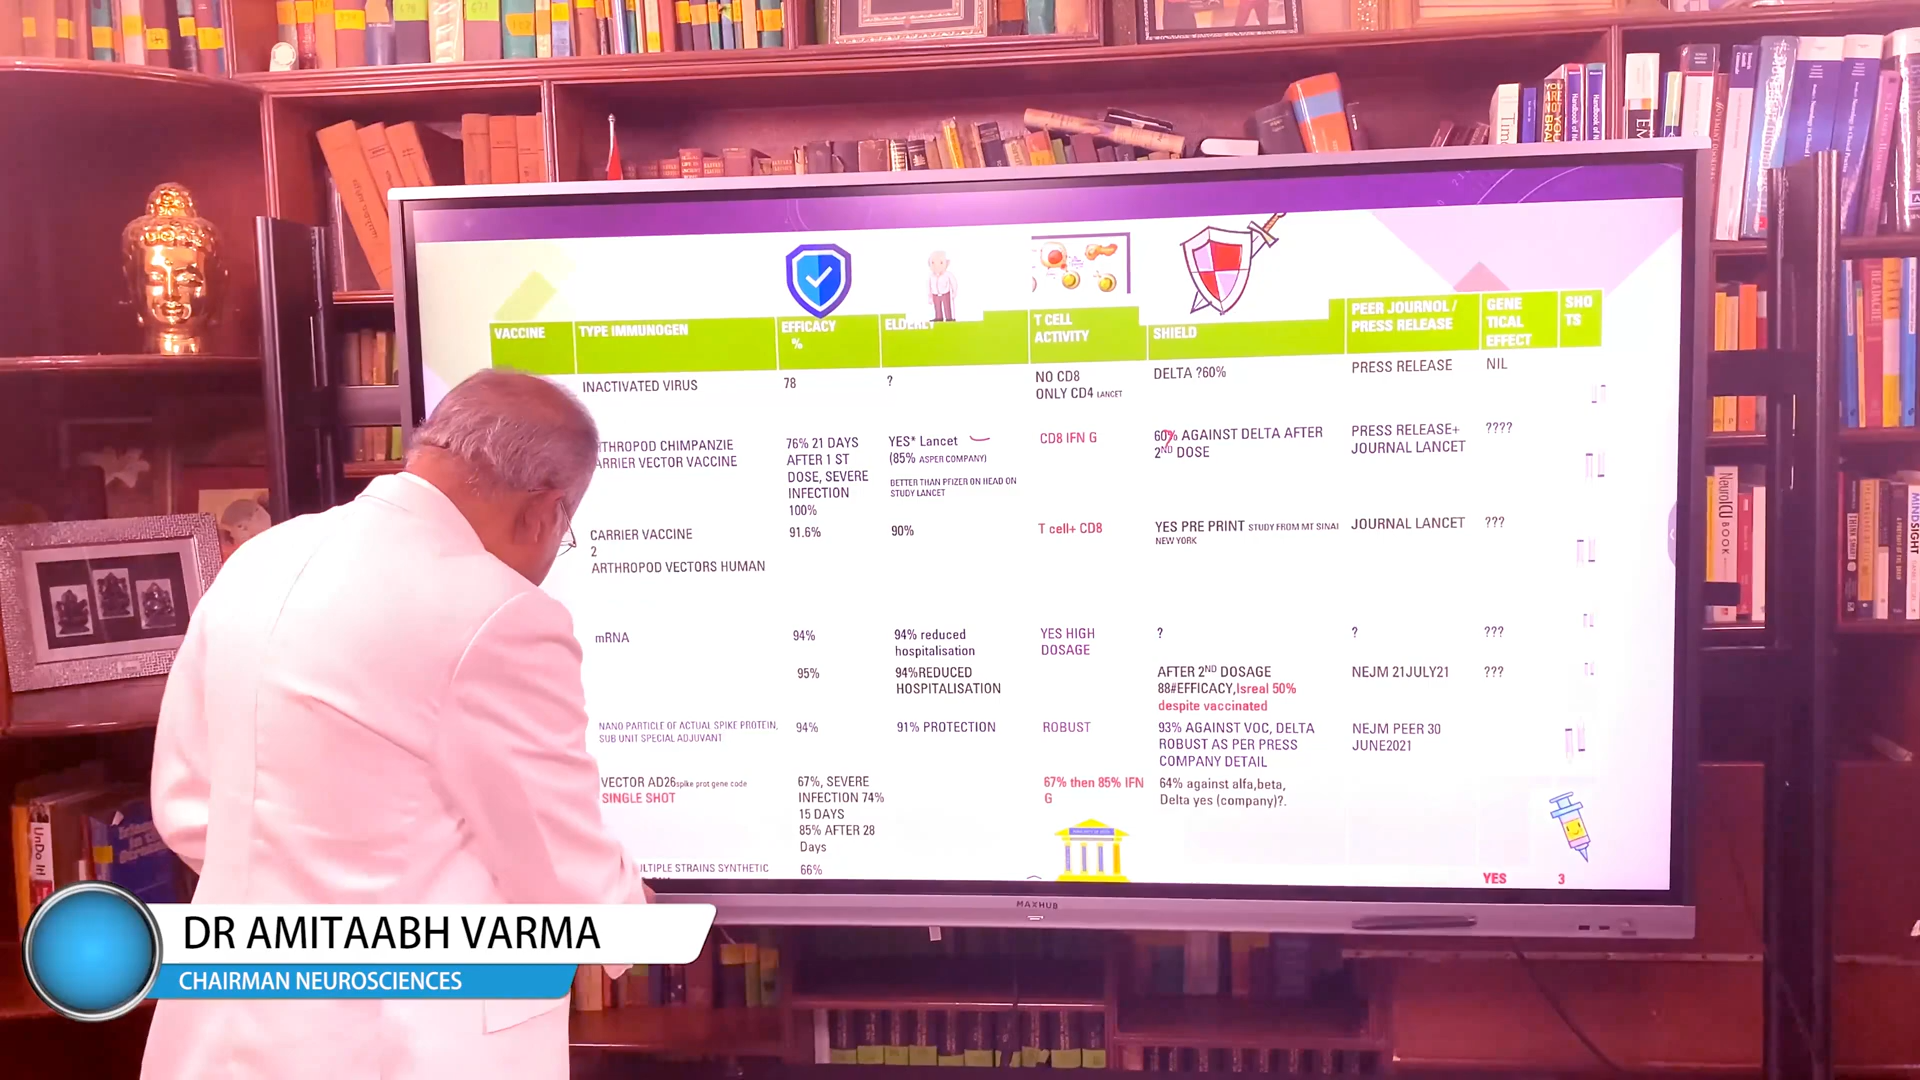 VACCINE
TYPE IMMUNOGEN
EFFICACY
%
ELDERLY
T CELL
ACTIVITY
SHIELD
PEER JOURNOL /
PRESS RELEASE
GENE
TICAL
EFFECT
SHO
TS
INACTIVATED VIRUS
78
?
NO CD8
ONLY CD4 LANCET
DELTA ?60%
PRESS RELEASE
NIL
RTHROPOD CHIMPANZIE
ARRIER VECTOR VACCINE
76% 21 DAYS
AFTER 1 ST
DOSE, SEVERE
INFECTION
100%
YES* Lancet
(85% ASPER COMPANY)
BETTER THAN PFIZER ON HEAD ON
STUDY LANCET
CD8 IFN G
60% AGAINST DELTA AFTER
2ND DOSE
PRESS RELEASE+
JOURNAL LANCET
????
CARRIER VACCINE
2
ARTHROPOD VECTORS HUMAN
91.6%
90%
T cell+ CD8
YES PRE PRINT STUDY FROM MT SINAI
NEW YORK
JOURNAL LANCET
???
mRNA
94%
94% reduced
hospitalisation
YES HIGH
DOSAGE
?
?
???
95%
94%REDUCED
HOSPITALISATION
AFTER 2ND DOSAGE
88#EFFICACY,Isreal 50%
despite vaccinated
NEJM 21JULY21
???
NANO PARTICLE OF ACTUAL SPIKE PROTEIN,
SUB UNIT SPECIAL ADJUVANT
94%
91% PROTECTION
ROBUST
93% AGAINST VOC, DELTA
ROBUST AS PER PRESS
COMPANY DETAIL
NEJM PEER 30
JUNE2021
VECTOR AD26spike prot gene code
SINGLE SHOT
67%, SEVERE
INFECTION 74%
15 DAYS
85% AFTER 28
Days
67% then 85% IFN
G
64% against alfa,beta,
Delta yes (company)?.
ULTIPLE STRAINS SYNTHETIC
66%
YES
3
MAXHUB
NeuroICU BOOK
MINDSIGHT
UnDo It!
DR AMITAABH VARMA
CHAIRMAN NEUROSCIENCES